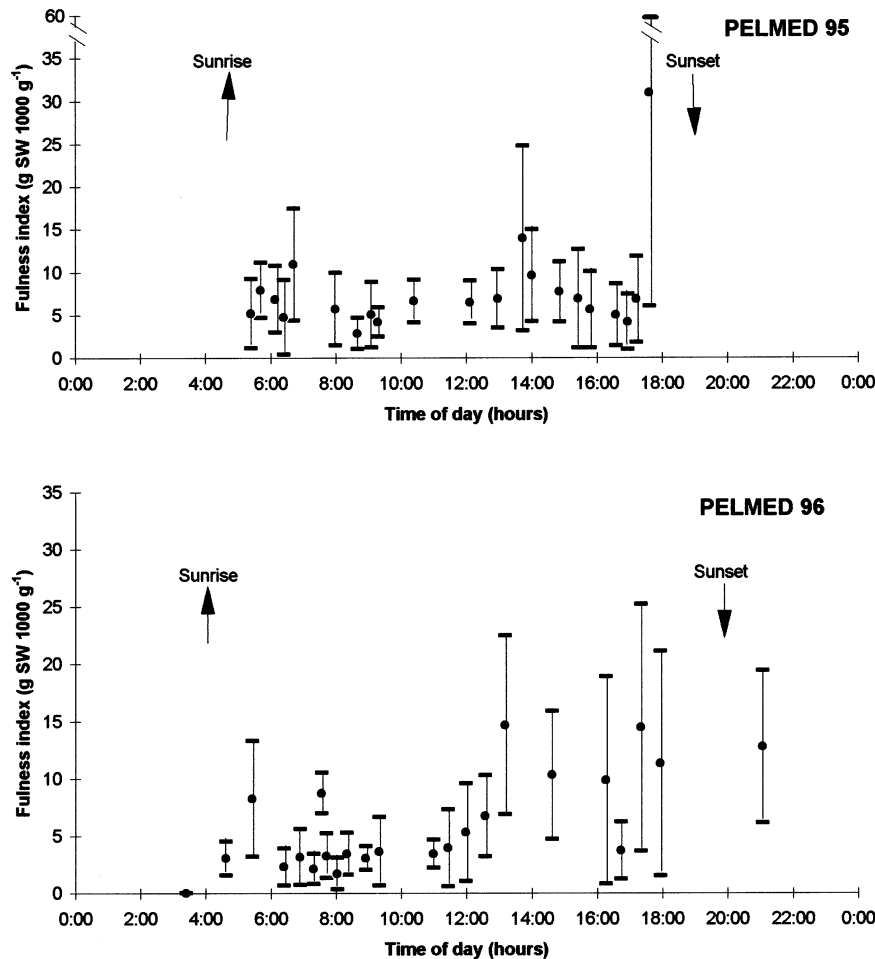 PELMED 95
Fulness index (g SW 1000 g-1)
60
35
30
25
20
15
10
5
0
Sunrise
Sunset
0:00 2:00 4:00 6:00 8:00 10:00 12:00 14:00 16:00 18:00 20:00 22:00 0:00
Time of day (hours)
PELMED 96
Fulness index (g SW 1000 g-1)
35
30
25
20
15
10
5
0
Sunrise
Sunset
0:00 2:00 4:00 6:00 8:00 10:00 12:00 14:00 16:00 18:00 20:00 22:00 0:00
Time of day (hours)